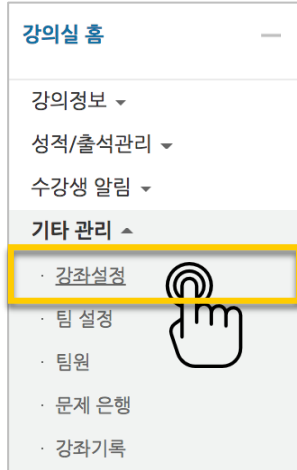 강의실 홈
강의정보
성적/출석관리
수강생 알림
기타 관리
· 강좌설정
· 팀 설정
· 팀원
· 문제 은행
· 강좌기록